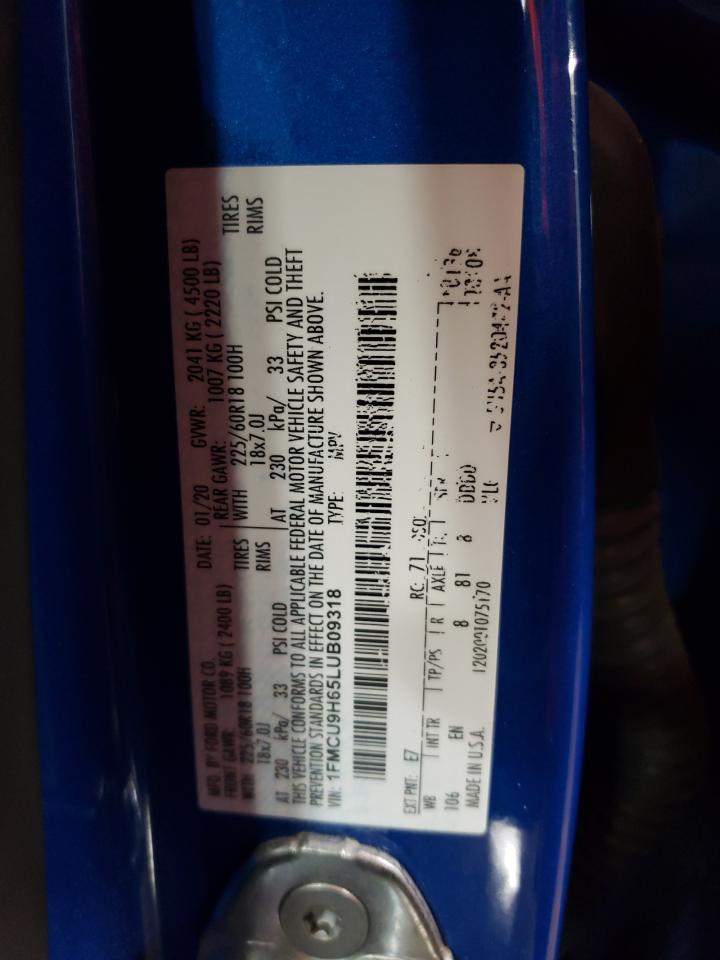 MFD. BY FORD MOTOR CO.
DATE: 01/20 GVWR: 2041 KG ( 4500 LB)
FRONT GAWR: 1089 KG ( 2400 LB) REAR GAWR: 1007 KG ( 2220 LB)
WITH 225/60R18 100H TIRES WITH 225/60R18 100H TIRES
18x7.0J RIMS 18x7.0J RIMS
AT 230 kPa/ 33 PSI COLD AT 230 kPa/ 33 PSI COLD
THIS VEHICLE CONFORMS TO ALL APPLICABLE FEDERAL MOTOR VEHICLE SAFETY AND THEFT
PREVENTION STANDARDS IN EFFECT ON THE DATE OF MANUFACTURE SHOWN ABOVE.
VIN: 1FMCU9H65LUB09318 TYPE: MPV
EXT PNT: E7 RC: 71
WB INT TR TP/PS R AXLE TR
106 EN 8 81 8 DDDD
MADE IN U.S.A. 1202001075170